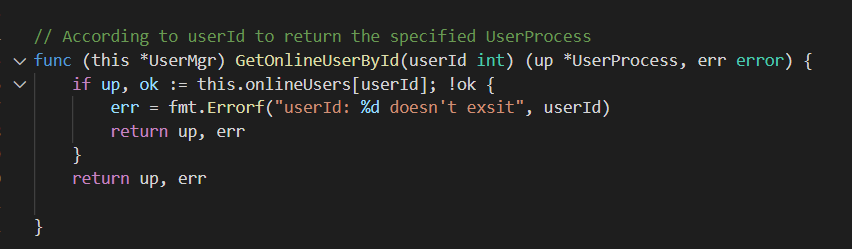 // According to userId to return the specified UserProcess
func (this *UserMgr) GetOnlineUserById(userId int) (up *UserProcess, err error) {
    if up, ok := this.onlineUsers[userId]; !ok {
        err = fmt.Errorf("userId: %d doesn't exsit", userId)
        return up, err
    }
    return up, err
}